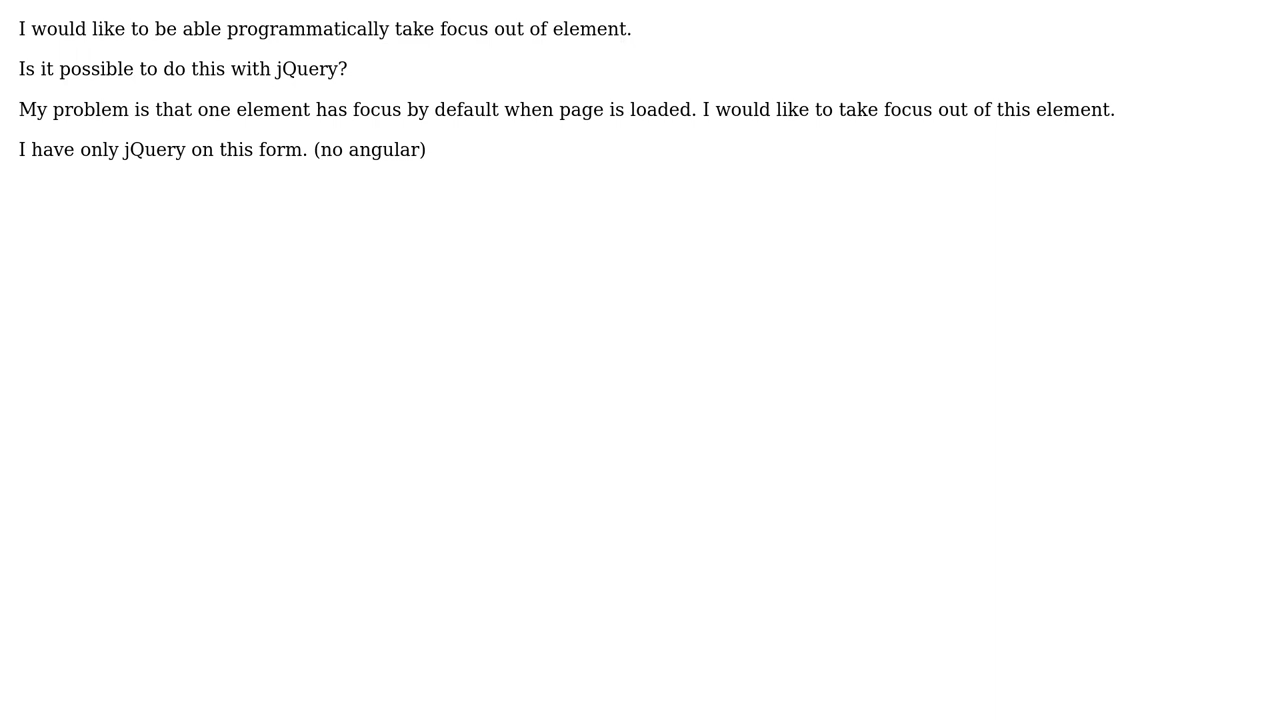 I would like to be able programmatically take focus out of element.
Is it possible to do this with jQuery?
My problem is that one element has focus by default when page is loaded. I would like to take focus out of this element.
I have only jQuery on this form. (no angular)